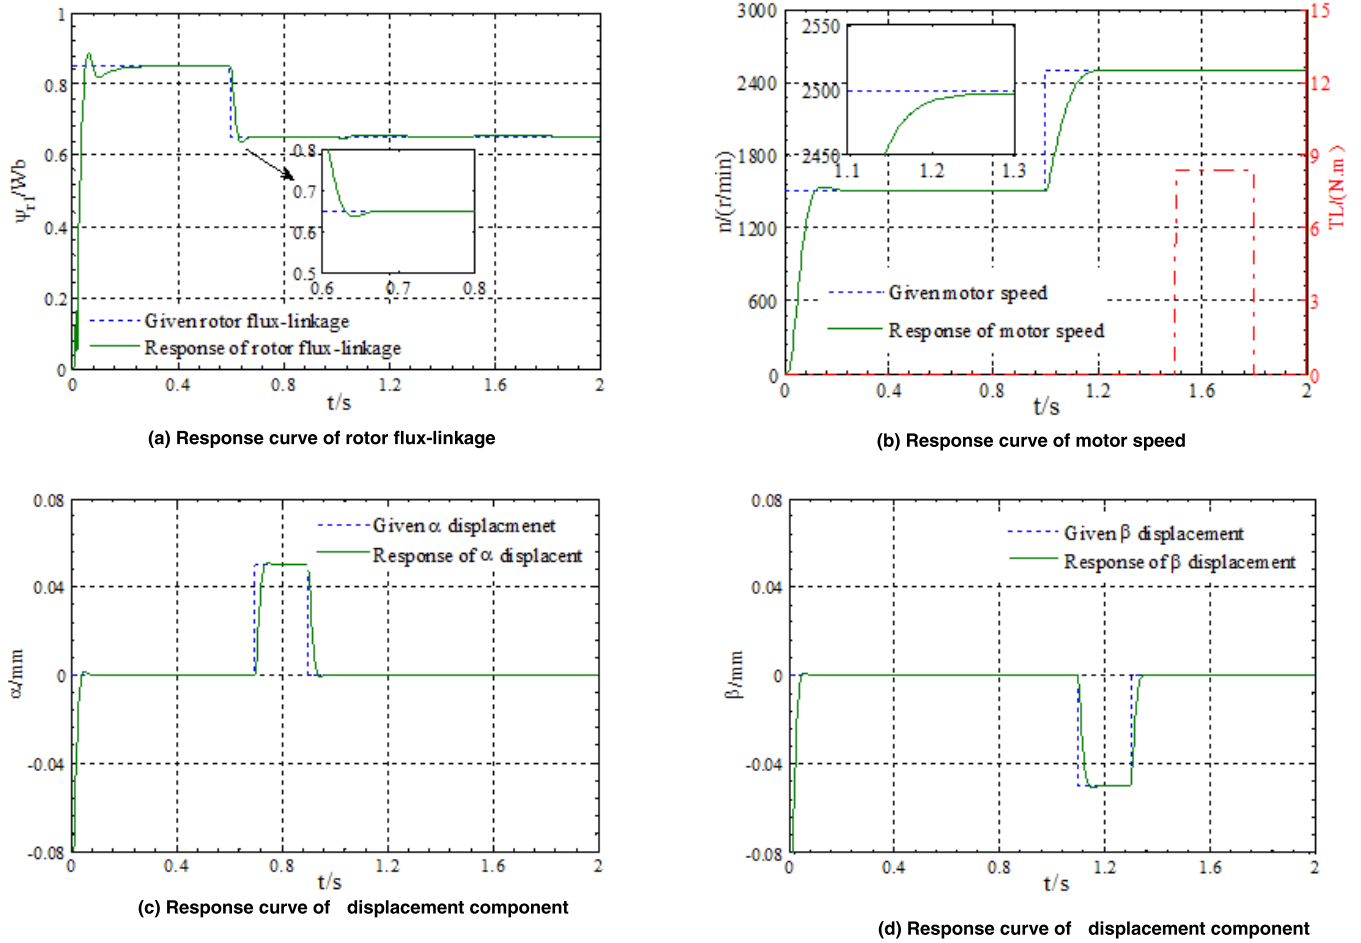 1
0.8
0.6
0.4
0.2
0
ψr1/Wb
0.8
0.7
0.6
0.5
0.6 0.7 0.8
Given rotor flux-linkage
Response of rotor flux-linkage
0 0.4 0.8 1.2 1.6 2
t/s
(a) Response curve of rotor flux-linkage
3000
2400
1800
1200
600
0
n/(r/min)
2550
2500
2450
1.1 1.2 1.3
Given motor speed
Response of motor speed
15
12
9
6
3
0
TL/(N.m)
0 0.4 0.8 1.2 1.6 2
t/s
(b) Response curve of motor speed
0.08
0.04
0
-0.04
-0.08
α/mm
Given α displacmenet
Response of α displacent
0 0.4 0.8 1.2 1.6 2
t/s
(c) Response curve of displacement component
0.08
0.04
0
-0.04
-0.08
β/mm
Given β displacement
Response of β displacement
0 0.4 0.8 1.2 1.6 2
t/s
(d) Response curve of displacement component